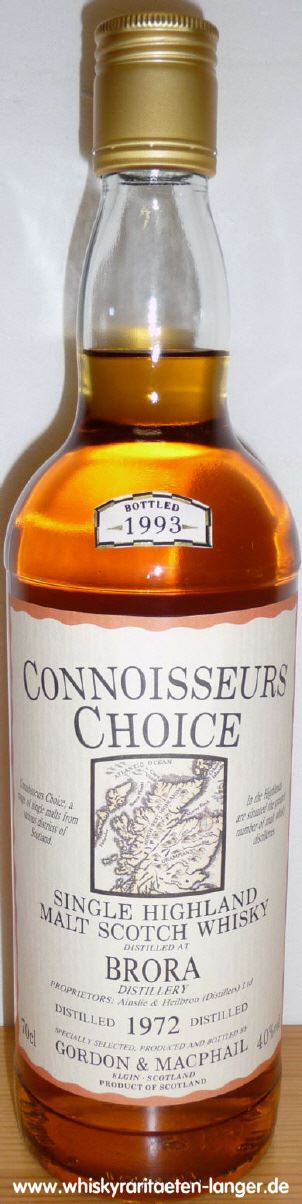 BOTTLED
1993
CONNOISSEURS
CHOICE
Connoisseurs Choice, a
range of single malts from
various districts of
Scotland.
In the Highlands
are situated the greatest
number of malt whisky
distilleries
ATLANTIC OCEAN
SINGLE HIGHLAND
MALT SCOTCH WHISKY
DISTILLED AT
BRORA
DISTILLERY
PROPRIETORS: Ainslie & Heilbron (Distillers) Ltd
DISTILLED 1972 DISTILLED
SPECIALLY SELECTED, PRODUCED AND BOTTLED BY
70cl GORDON & MACPHAIL 40%
ELGIN · SCOTLAND
PRODUCT OF SCOTLAND
www.whiskyraritaeten-langer.de